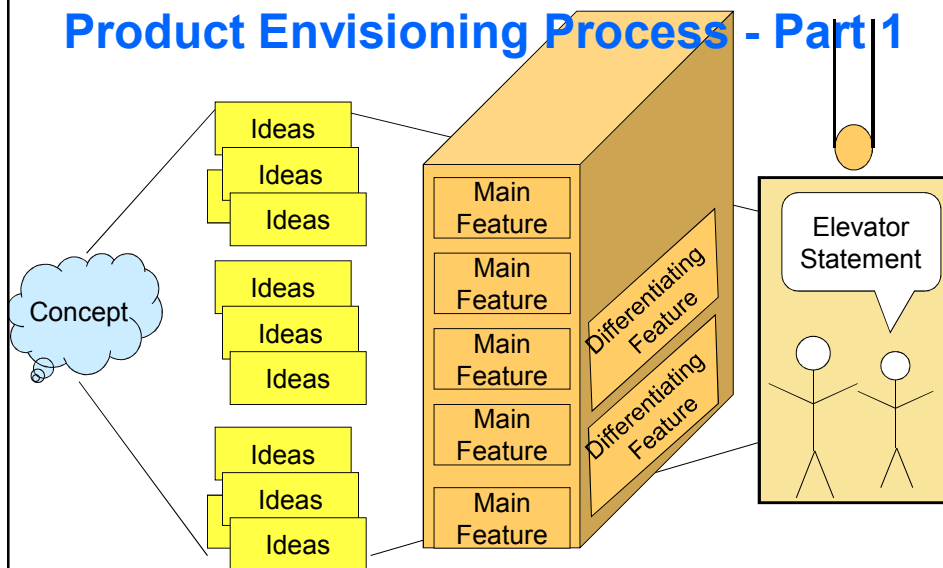 Product Envisioning Process - Part 1
Ideas
Ideas
Ideas
Ideas
Ideas
Ideas
Ideas
Ideas
Ideas
Concept
Main
Feature
Main
Feature
Main
Feature
Main
Feature
Main
Feature
Differentiating
Feature
Differentiating
Feature
Elevator
Statement